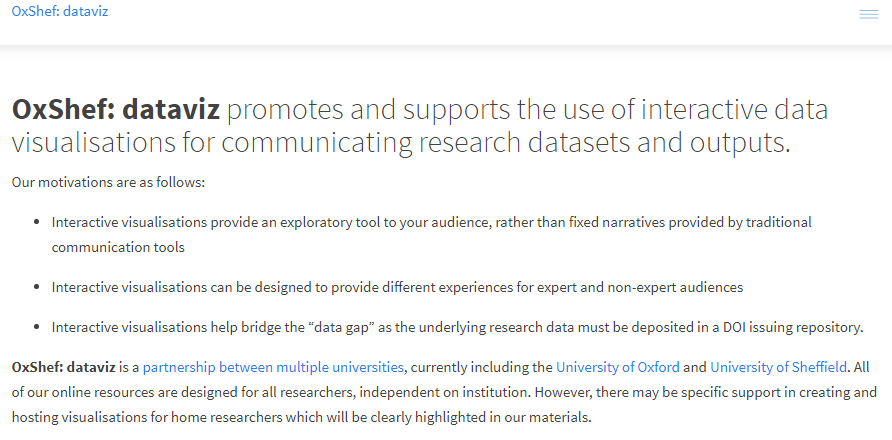 OxShef: dataviz
OxShef: dataviz promotes and supports the use of interactive data
visualisations for communicating research datasets and outputs.
Our motivations are as follows:
• Interactive visualisations provide an exploratory tool to your audience, rather than fixed narratives provided by traditional
communication tools
• Interactive visualisations can be designed to provide different experiences for expert and non-expert audiences
• Interactive visualisations help bridge the “data gap” as the underlying research data must be deposited in a DOI issuing repository.
OxShef: dataviz is a partnership between multiple universities, currently including the University of Oxford and University of Sheffield. All
of our online resources are designed for all researchers, independent on institution. However, there may be specific support in creating and
hosting visualisations for home researchers which will be clearly highlighted in our materials.